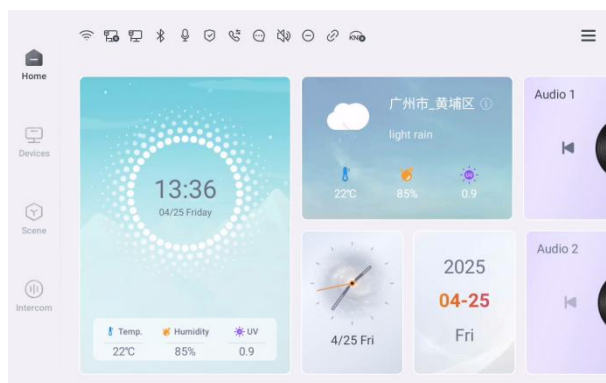 KNX
Home
Devices
Scene
Intercom
13:36
04/25 Friday
Temp.
Humidity
UV
22℃
85%
0.9
广州市_黄埔区
light rain
UV
22℃
85%
0.9
4/25 Fri
2025
04-25
Fri
Audio 1
Audio 2